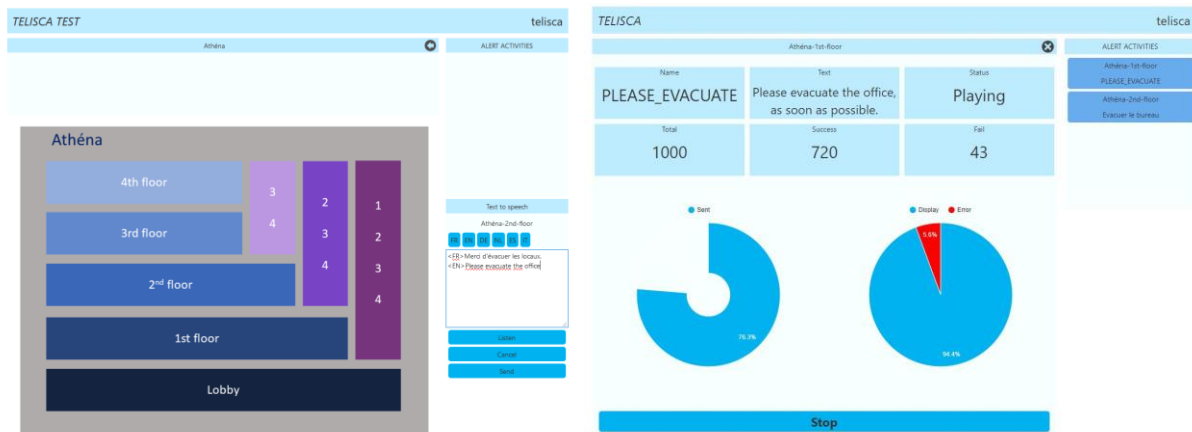 TELISCA TEST
telisca
Athéna
ALERT ACTIVITIES
Athéna
4th floor
3rd floor
2nd floor
1st floor
Lobby
3
4
2
3
4
1
2
3
4
Text to speech
Athéna-2nd-floor
FR EN DE NL ES IT
<FR>Merci d'évacuer les locaux.
<EN>Please evacuate the office
Listen
Cancel
Send
TELISCA
telisca
Athéna-1st-floor
Name
PLEASE_EVACUATE
Text
Please evacuate the office,
as soon as possible.
Status
Playing
Total
1000
Success
720
Fail
43
Sent
76.3%
Display
Error
5.6%
94.4%
Stop
ALERT ACTIVITIES
Athéna-1st-floor
PLEASE_EVACUATE
Athéna-2nd-floor
Evacuer le bureau